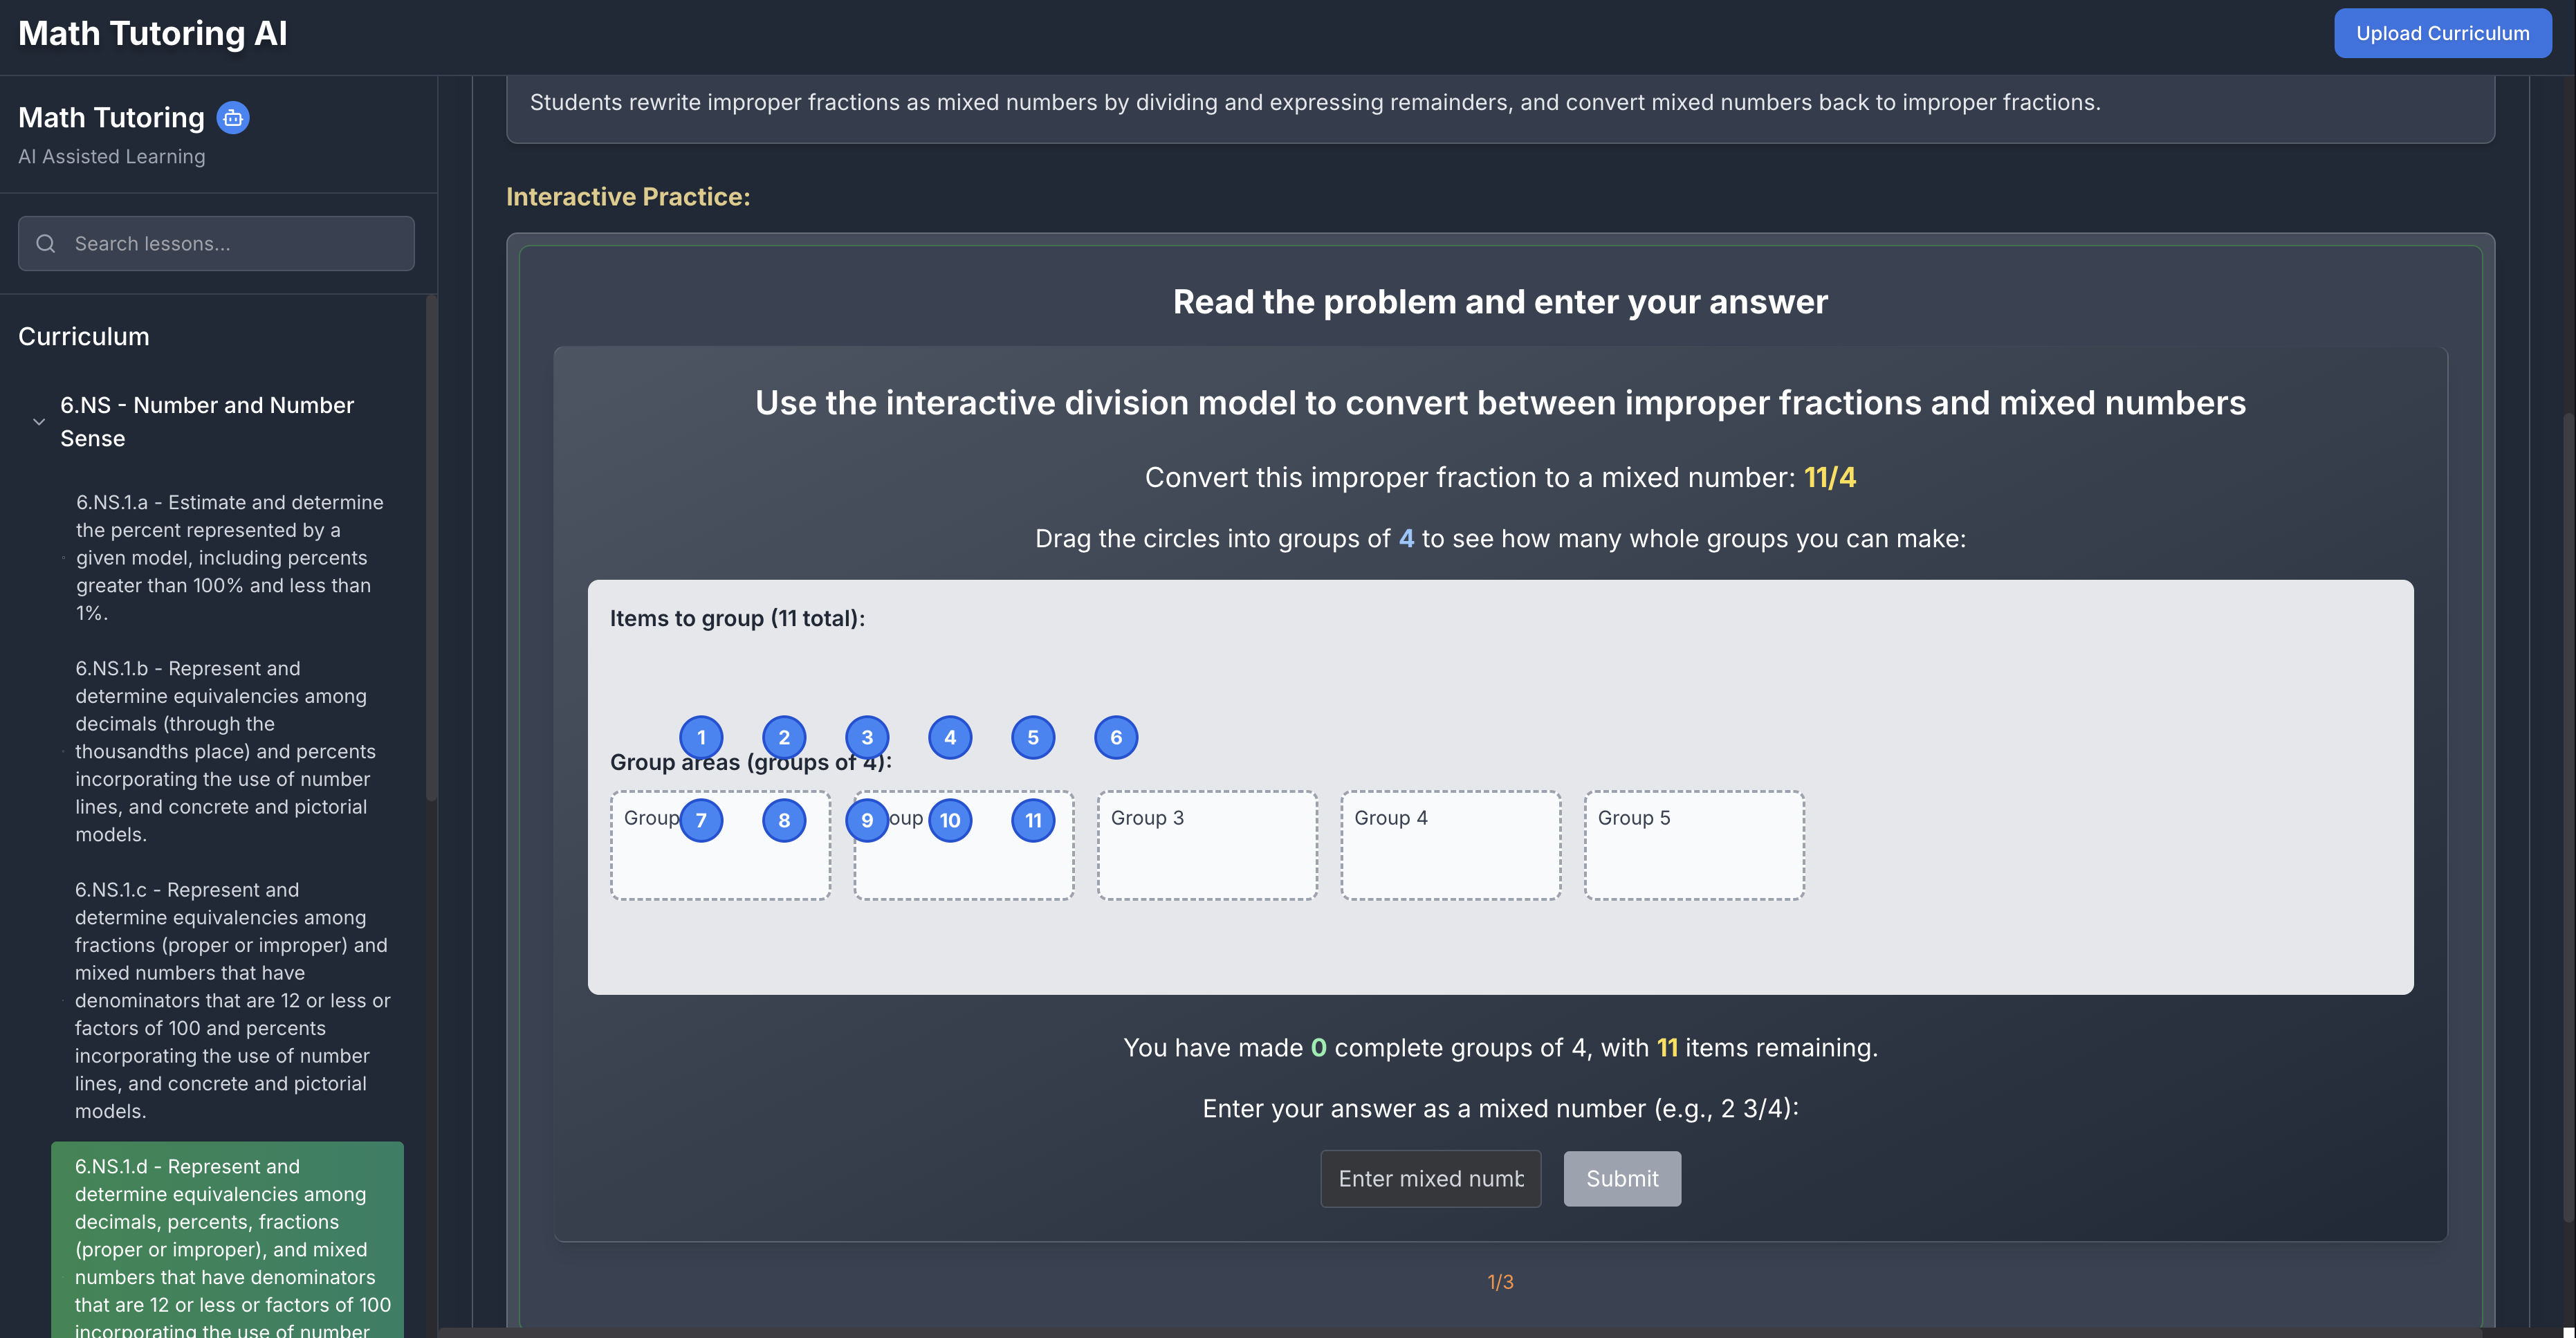 Math Tutoring AI
Upload Curriculum
Math Tutoring
AI Assisted Learning
Search lessons...
Curriculum
6.NS - Number and Number
Sense
6.NS.1.a - Estimate and determine
the percent represented by a
given model, including percents
greater than 100% and less than
1%.
6.NS.1.b - Represent and
determine equivalencies among
decimals (through the
thousandths place) and percents
incorporating the use of number
lines, and concrete and pictorial
models.
6.NS.1.c - Represent and
determine equivalencies among
fractions (proper or improper) and
mixed numbers that have
denominators that are 12 or less or
factors of 100 and percents
incorporating the use of number
lines, and concrete and pictorial
models.
6.NS.1.d - Represent and
determine equivalencies among
decimals, percents, fractions
(proper or improper), and mixed
numbers that have denominators
that are 12 or less or factors of 100
incorporating the use of number
Students rewrite improper fractions as mixed numbers by dividing and expressing remainders, and convert mixed numbers back to improper fractions.
Interactive Practice:
Read the problem and enter your answer
Use the interactive division model to convert between improper fractions and mixed numbers
Convert this improper fraction to a mixed number: 11/4
Drag the circles into groups of 4 to see how many whole groups you can make:
Items to group (11 total):
1 2 3 4 5 6
Group areas (groups of 4):
Group 7 8 9 oup 10 11 Group 3 Group 4 Group 5
You have made 0 complete groups of 4, with 11 items remaining.
Enter your answer as a mixed number (e.g., 2 3/4):
Enter mixed numb Submit
1/3